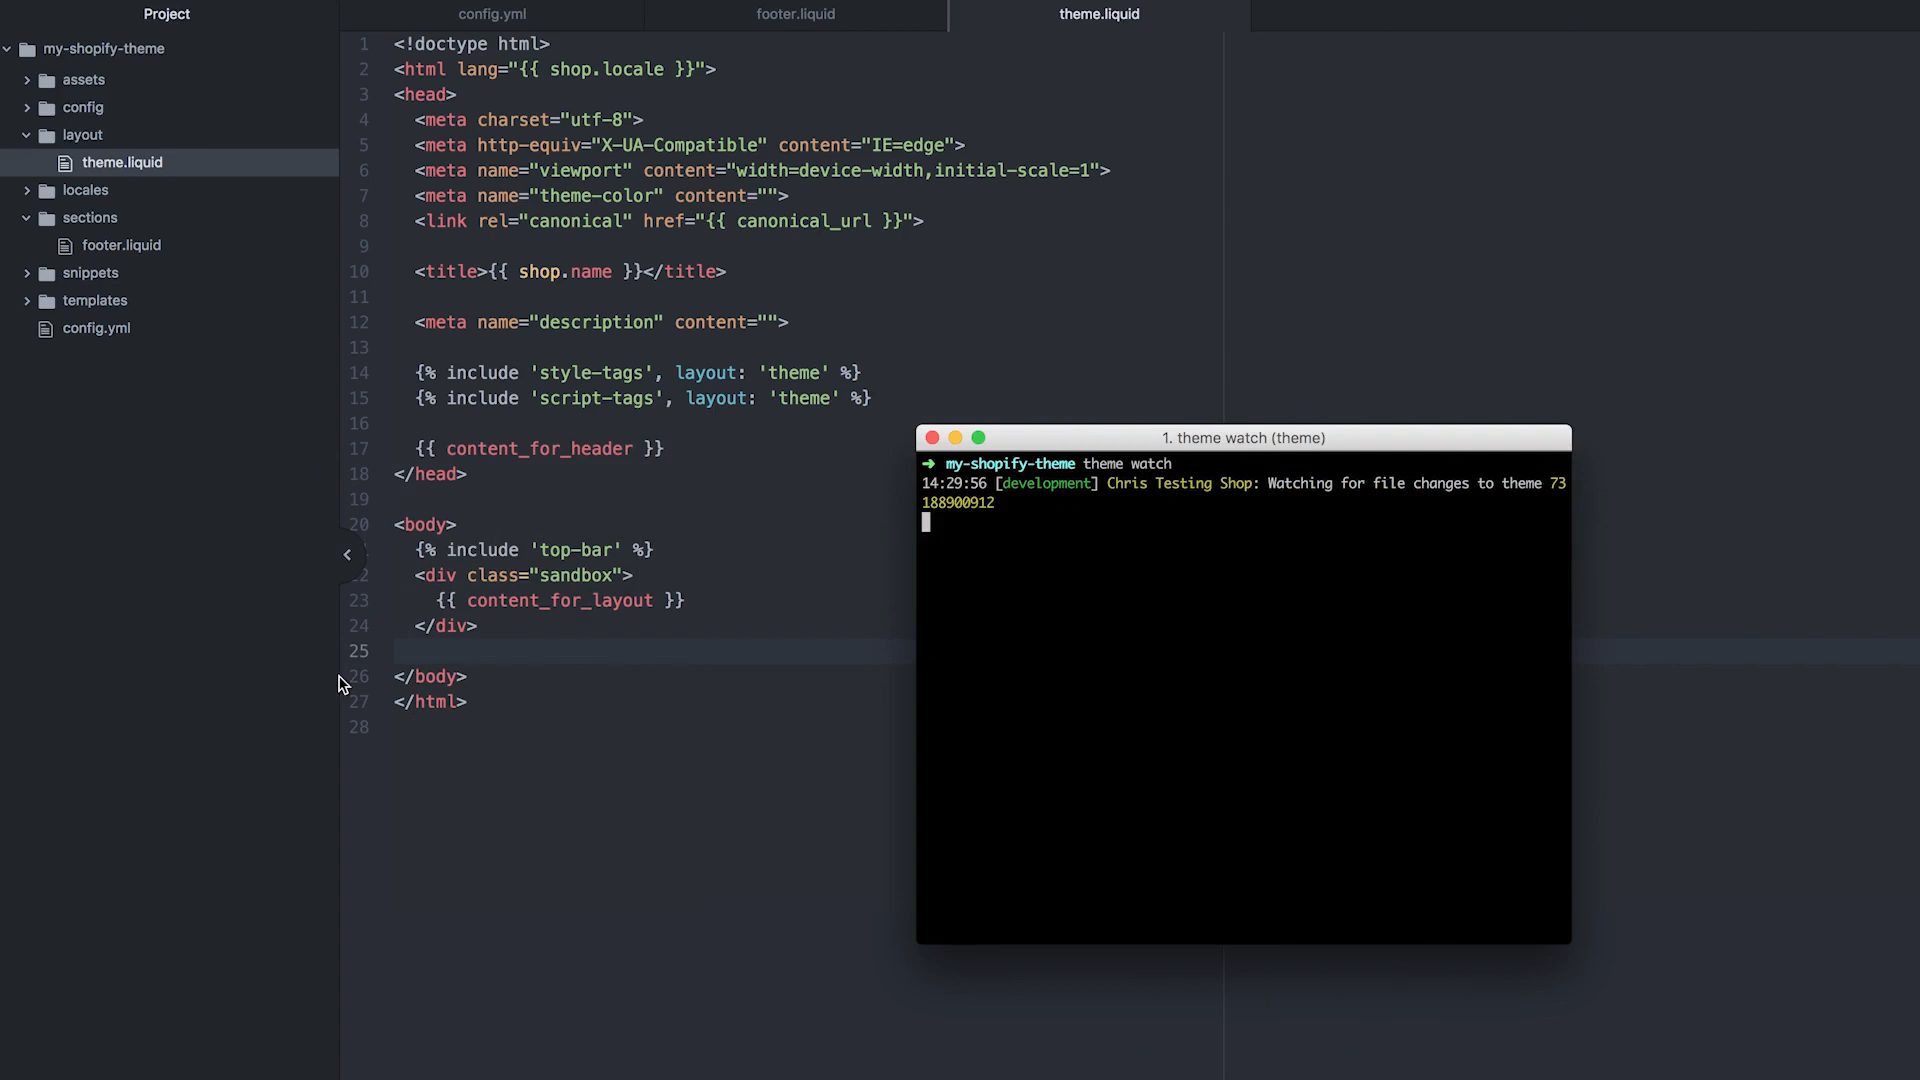 Project
my-shopify-theme
assets
config
layout
theme.liquid
locales
sections
footer.liquid
snippets
templates
config.yml
config.yml
footer.liquid
theme.liquid
1 <!doctype html>
2 <html lang="{{ shop.locale }}">
3 <head>
4 <meta charset="utf-8">
5 <meta http-equiv="X-UA-Compatible" content="IE=edge">
6 <meta name="viewport" content="width=device-width,initial-scale=1">
7 <meta name="theme-color" content="">
8 <link rel="canonical" href="{{ canonical_url }}">
9
10 <title>{{ shop.name }}</title>
11
12 <meta name="description" content="">
13
14 {% include 'style-tags', layout: 'theme' %}
15 {% include 'script-tags', layout: 'theme' %}
16
17 {{ content_for_header }}
18 </head>
19
20 <body>
{% include 'top-bar' %}
2 <div class="sandbox">
23 {{ content_for_layout }}
24 </div>
25
26 </body>
27 </html>
28
1. theme watch (theme)
➜ my-shopify-theme theme watch
14:29:56 [development] Chris Testing Shop: Watching for file changes to theme 73
188900912